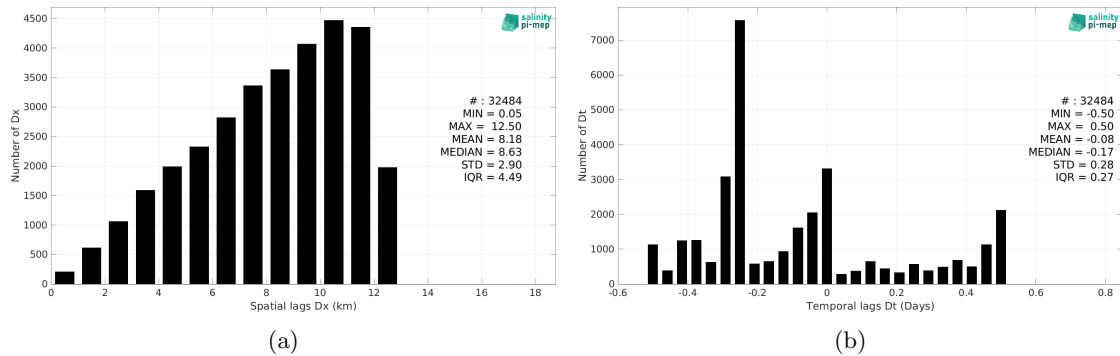 4500
4000
3500
3000
2500
2000
1500
1000
500
0
Number of Dx
salinity
pi-mep
# : 32484
MIN = 0.05
MAX = 12.50
MEAN = 8.18
MEDIAN = 8.63
STD = 2.90
IQR = 4.49
0 2 4 6 8 10 12 14 16 18
Spatial lags Dx (km)
(a)
7000
6000
5000
4000
3000
2000
1000
0
Number of Dt
salinity
pi-mep
# : 32484
MIN = -0.50
MAX = 0.50
MEAN = -0.08
MEDIAN = -0.17
STD = 0.28
IQR = 0.27
-0.6 -0.4 -0.2 0 0.2 0.4 0.6 0.8
Temporal lags Dt (Days)
(b)